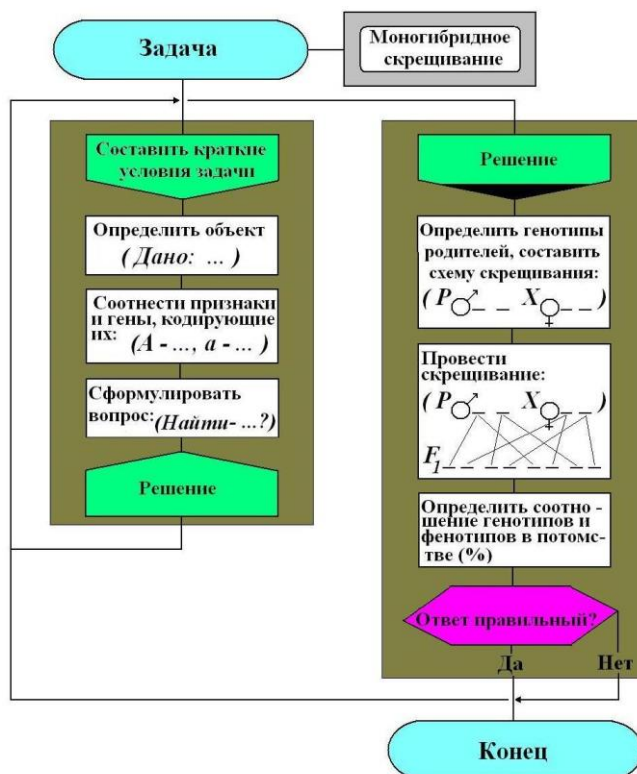 Задача
Моногибридное
скрещивание
Составить краткие
условия задачи
Определить объект
( Дано: ... )
Соотнести признаки
и гены, кодирующие
их: (А - ..., а - ... )
Сформулировать
вопрос: (Найти- ...?)
Решение
Решение
Определить генотипы
родителей, составить
схему скрещивания:
( P ♂ _ _ X ♀ _ _ )
Провести
скрещивание:
( P ♂ _ _ X ♀ _ _ )
F1 _ _ _ _ _ _ _ _
Определить соотно -
шение генотипов и
фенотипов в потомс-
тве (%)
Ответ правильный?
Да
Нет
Конец